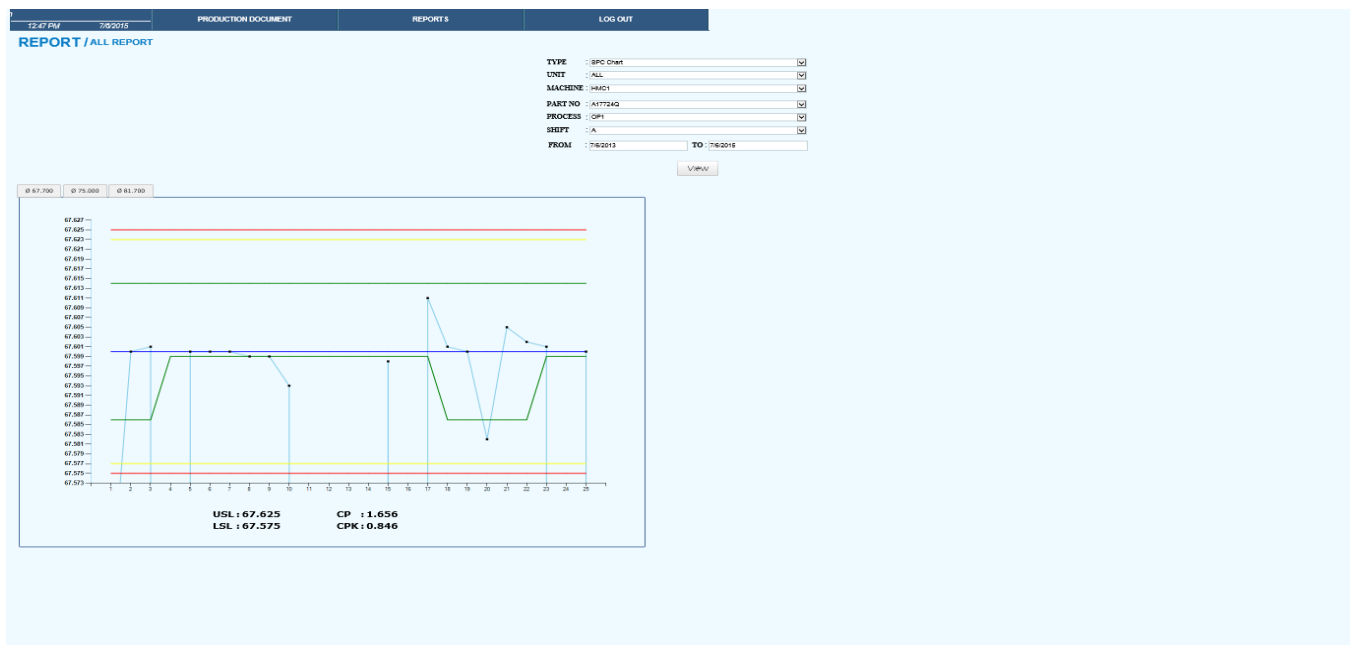 12:47 PM 7/6/2015 PRODUCTION DOCUMENT REPORTS LOG OUT
REPORT / ALL REPORT
TYPE : SPC Chart
UNIT : ALL
MACHINE : HMC1
PART NO : A17724Q
PROCESS : OP1
SHIFT : A
FROM : 7/6/2013 TO : 7/6/2015
View
Ø 67.700 Ø 75.000 Ø 81.700
67.627
67.625
67.623
67.621
67.619
67.617
67.615
67.613
67.611
67.609
67.607
67.605
67.603
67.601
67.599
67.597
67.595
67.593
67.591
67.589
67.587
67.585
67.583
67.581
67.579
67.577
67.575
67.573
1 2 3 4 5 6 7 8 9 10 11 12 13 14 15 16 17 18 19 20 21 22 23 24 25
USL : 67.625 CP : 1.656
LSL : 67.575 CPK : 0.846